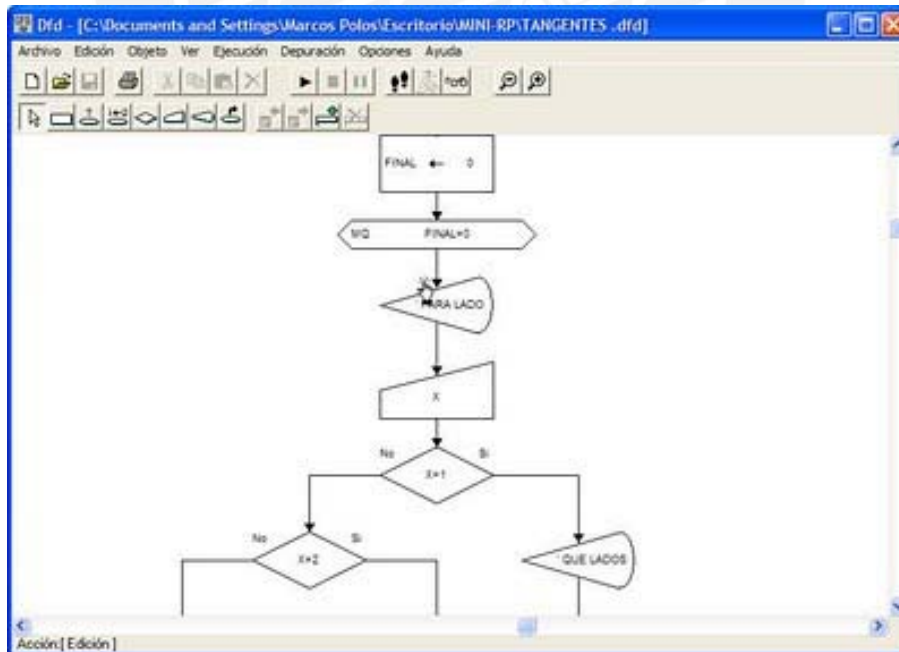 Dfd - [C:\Documents and Settings\Marcos Polos\Escritorio\MINI-RP\TANGENTES .dfd]
Archivo Edición Objeto Ver Ejecución Depuración Opciones Ayuda
FINAL ← 0
MQ FINAL=0
PARA LADO
X
No Si
X=1
No Si
X=2
' QUE LADOS
Acción:[ Edición ]